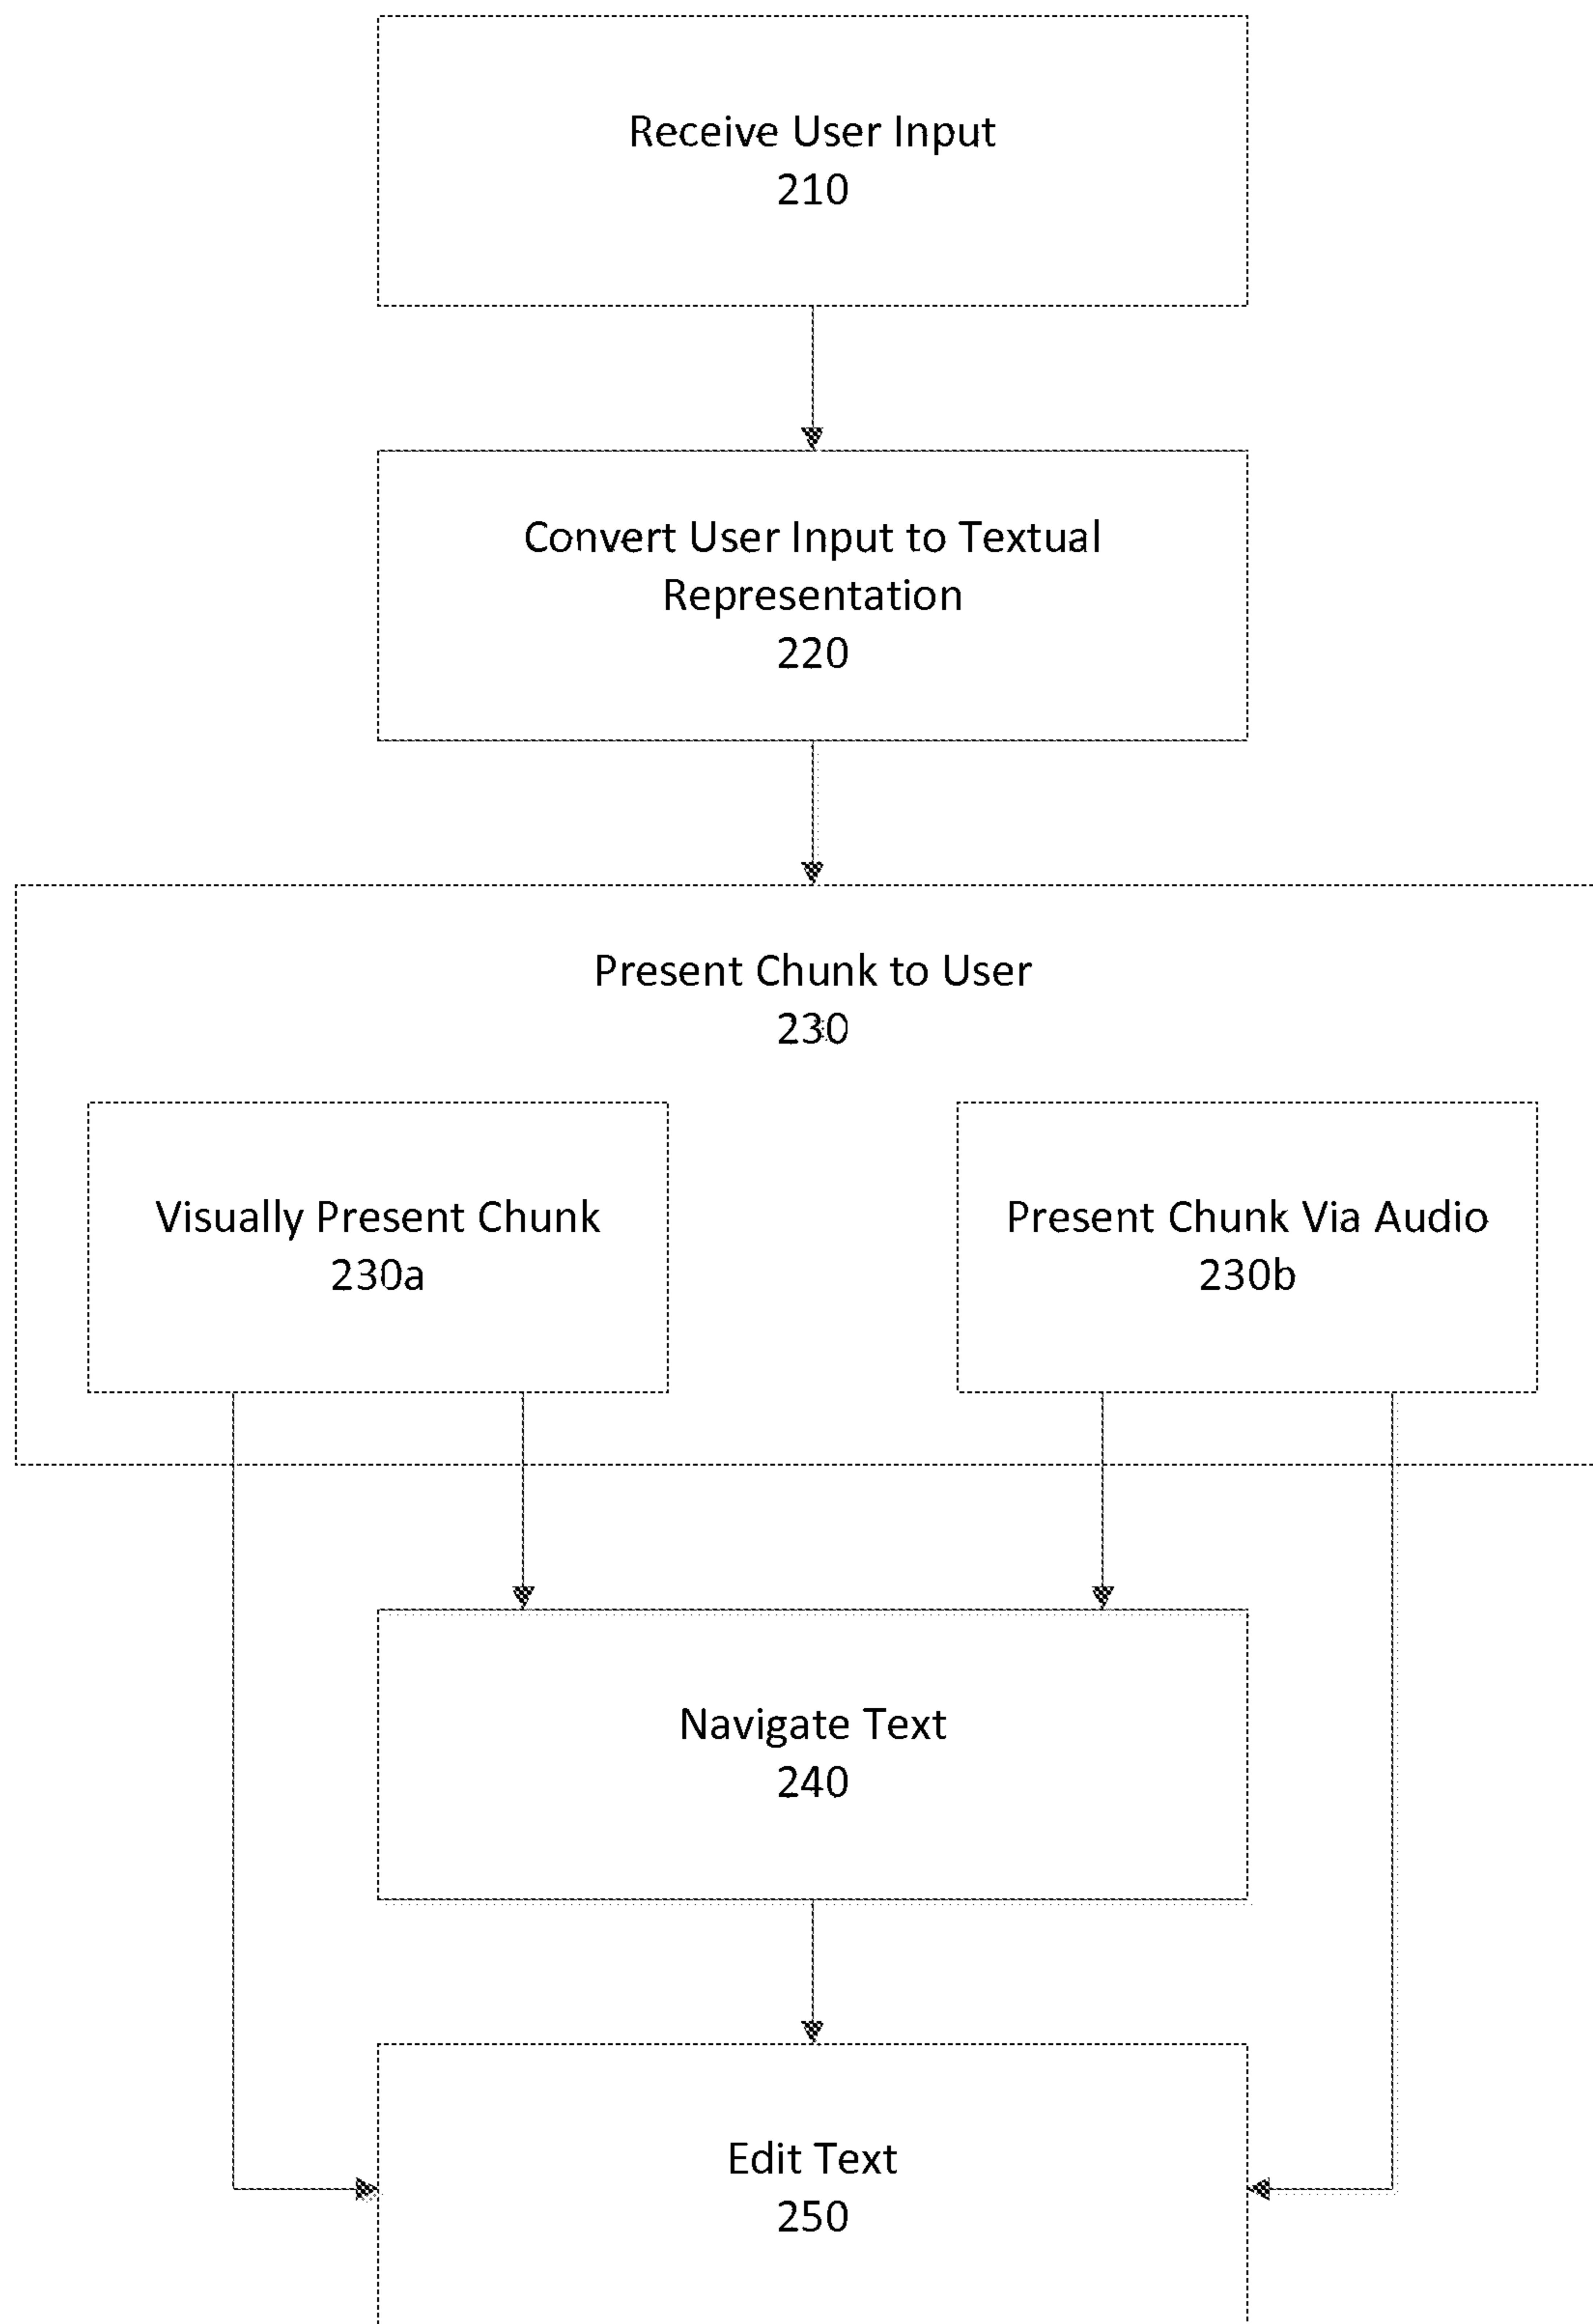 Receive User Input
210
Convert User Input to Textual
Representation
220
Present Chunk to User
230
Visually Present Chunk
230a
Present Chunk Via Audio
230b
Navigate Text
240
Edit Text
250